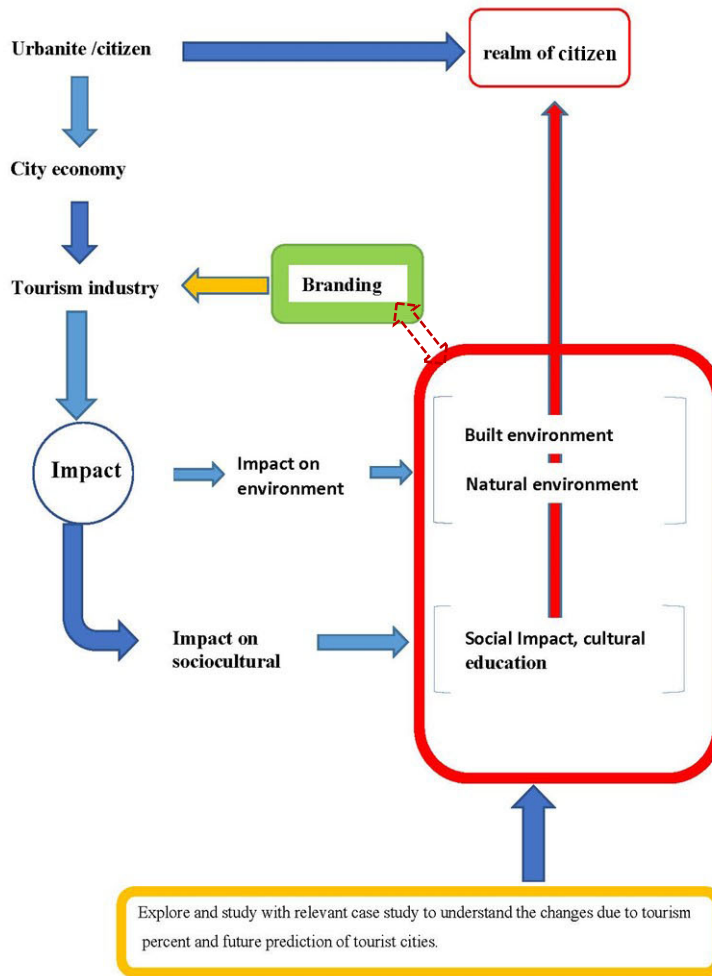 Urbanite /citizen
realm of citizen
City economy
Tourism industry
Branding
Built environment
Impact
Impact on
environment
Natural environment
Impact on
sociocultural
Social Impact, cultural
education
Explore and study with relevant case study to understand the changes due to tourism
percent and future prediction of tourist cities.